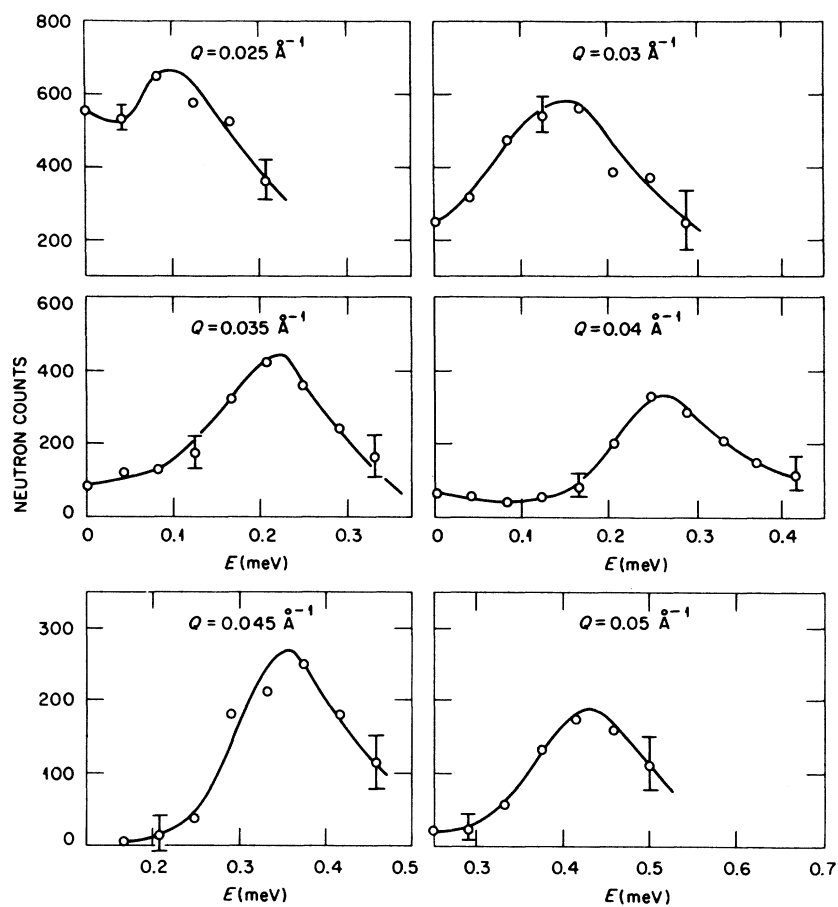 Q = 0.025 Å⁻¹
800
600
400
200
Q = 0.03 Å⁻¹
Q = 0.035 Å⁻¹
600
400
200
0
0 0.1 0.2 0.3
E (meV)
Q = 0.04 Å⁻¹
0 0.1 0.2 0.3 0.4
E (meV)
NEUTRON COUNTS
Q = 0.045 Å⁻¹
300
200
100
0
0.2 0.3 0.4 0.5
E (meV)
Q = 0.05 Å⁻¹
0.3 0.4 0.5 0.6 0.7
E (meV)